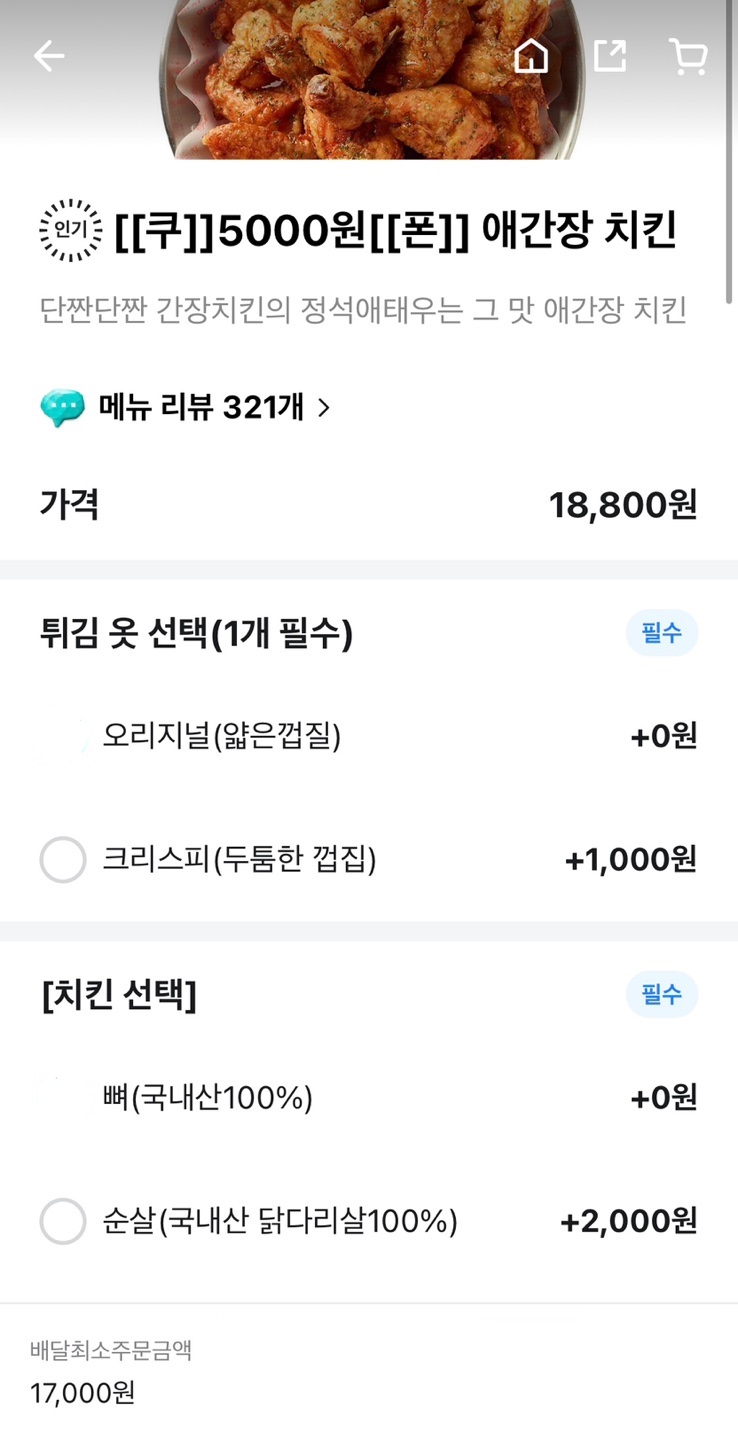 인기 [[쿠]]5000원[[폰]] 애간장 치킨
단짠단짠 간장치킨의 정석애태우는 그 맛 애간장 치킨
메뉴 리뷰 321개 >
가격 18,800원
튀김 옷 선택(1개 필수) 필수
오리지널(얇은껍질) +0원
크리스피(두툼한 껍집) +1,000원
[치킨 선택] 필수
뼈(국내산100%) +0원
순살(국내산 닭다리살100%) +2,000원
배달최소주문금액
17,000원